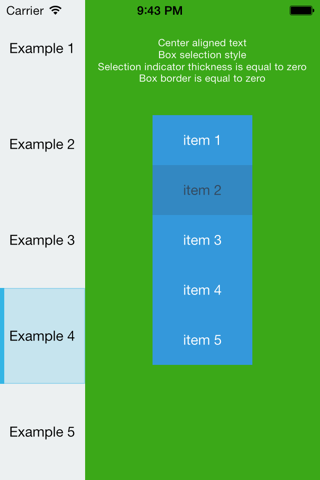 Carrier 9:43 PM
Example 1
Example 2
Example 3
Example 4
Example 5
Center aligned text
Box selection style
Selection indicator thickness is equal to zero
Box border is equal to zero
item 1
item 2
item 3
item 4
item 5